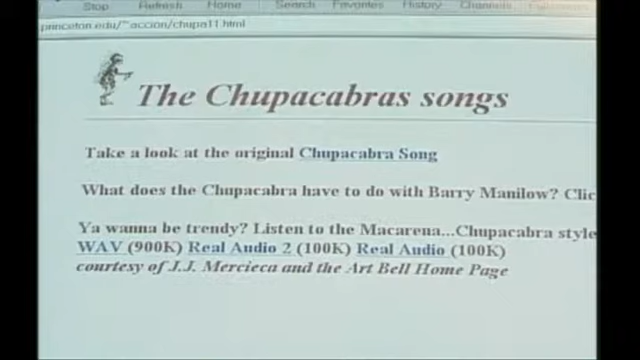 Stop Refresh Home Search Favorites History Channels
princeton.edu/~accion/chupa11.html
The Chupacabras songs
Take a look at the original Chupacabra Song
What does the Chupacabra have to do with Barry Manilow? Clic
Ya wanna be trendy? Listen to the Macarena...Chupacabra style
WAV (900K) Real Audio 2 (100K) Real Audio (100K)
courtesy of J.J. Mercieca and the Art Bell Home Page